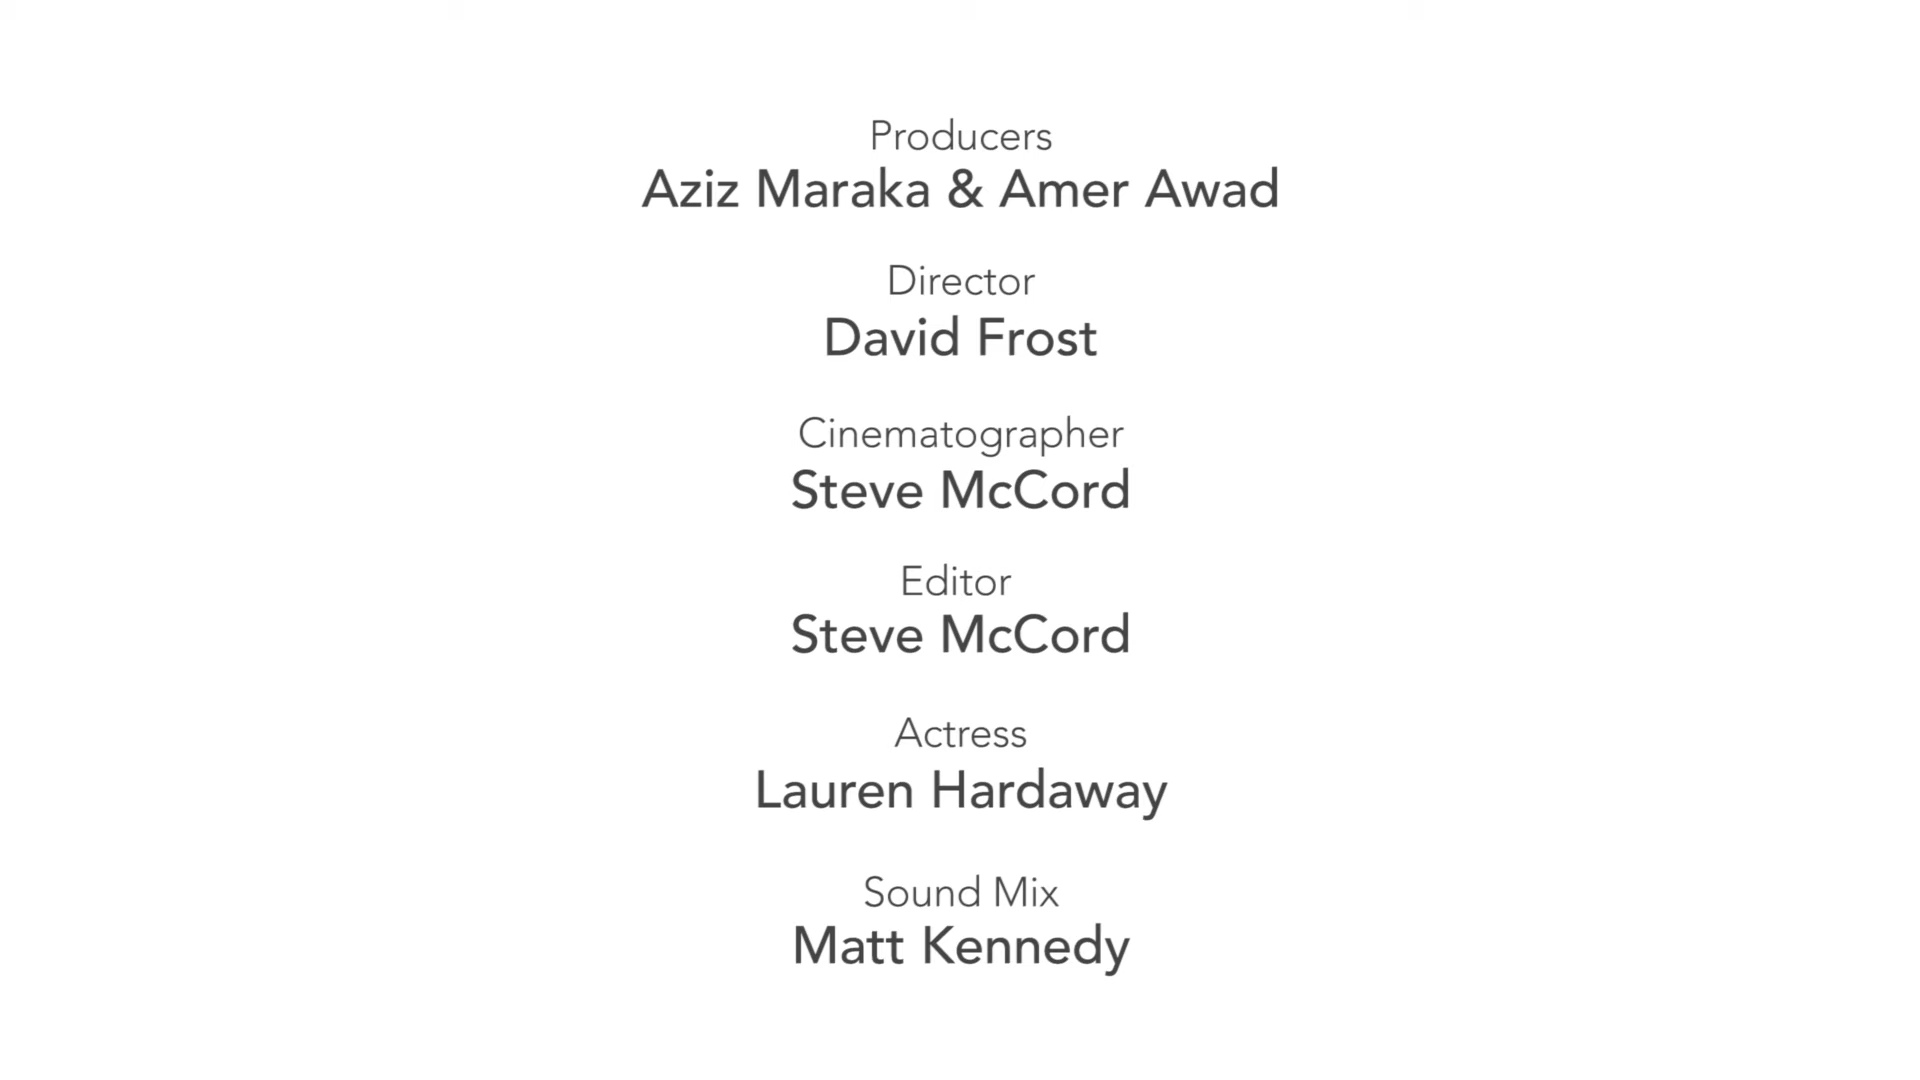 Producers
Aziz Maraka & Amer Awad
Director
David Frost
Cinematographer
Steve McCord
Editor
Steve McCord
Actress
Lauren Hardaway
Sound Mix
Matt Kennedy